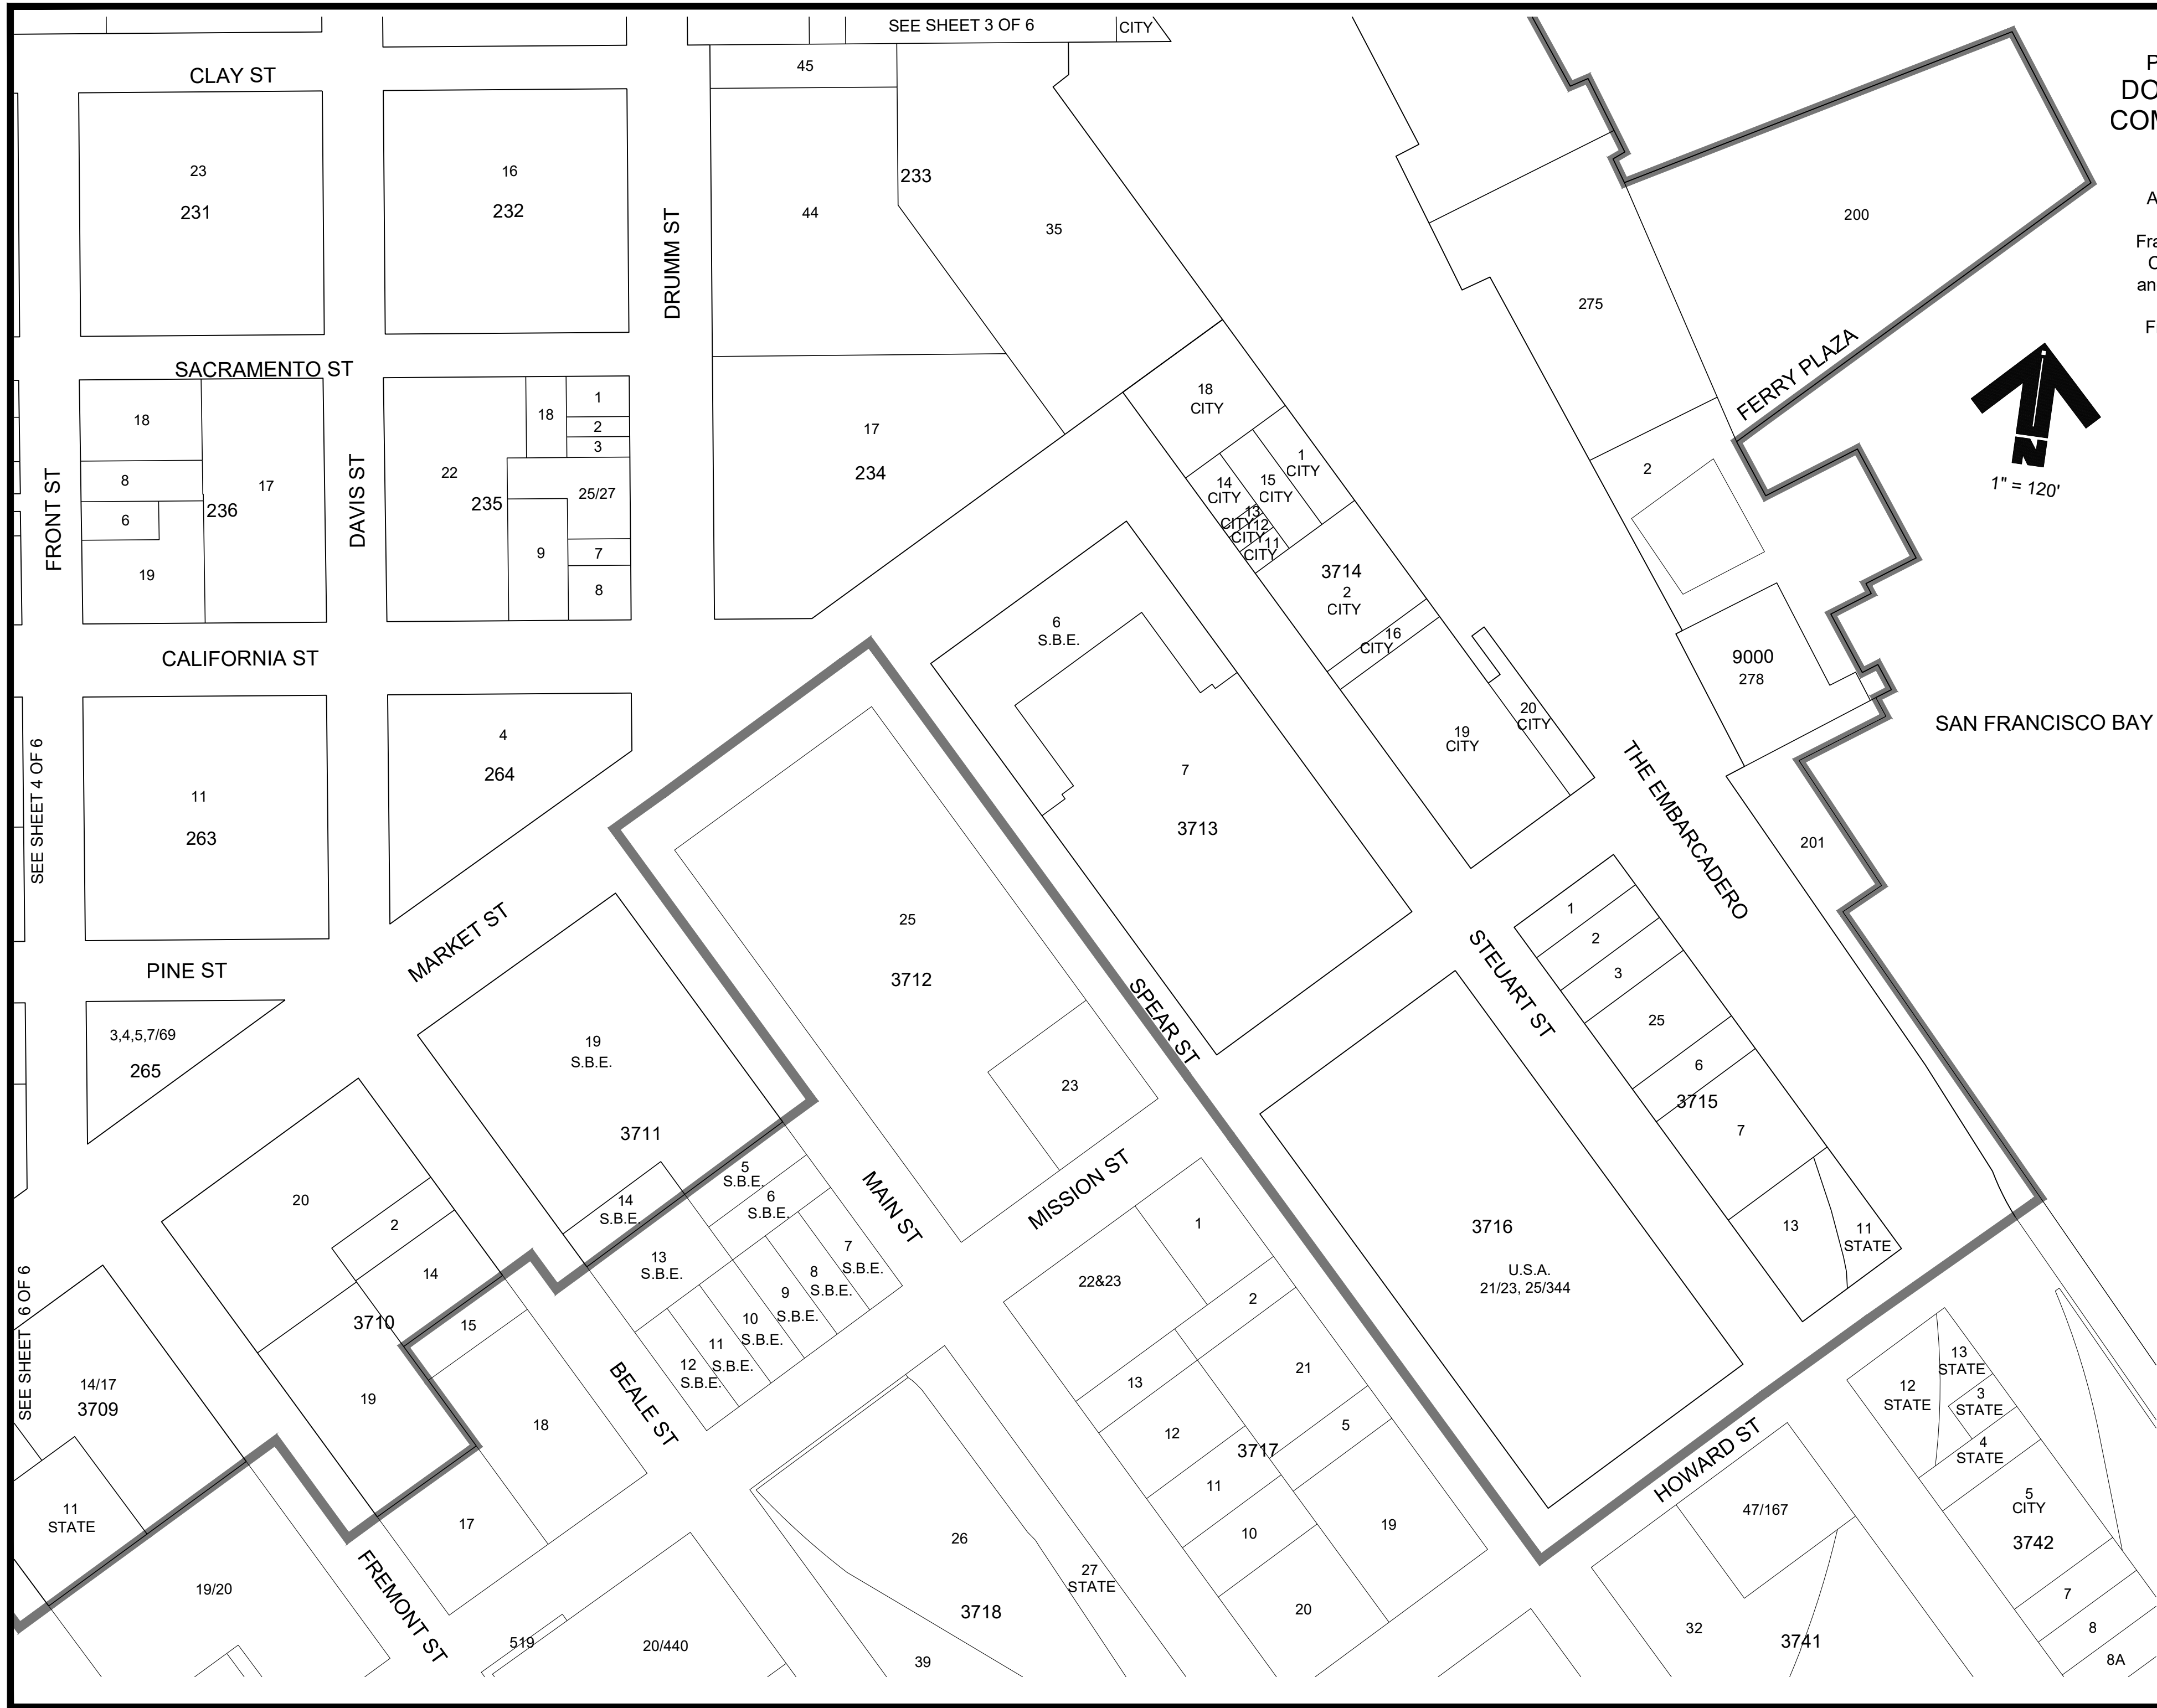 SEE SHEET 3 OF 6
CITY
CLAY ST
45
P
DO
COM
23
231
16
232
DRUMM ST
44
233
35
200
A
Fra
C
an
F
275
FERRY PLAZA
1" = 120'
N
SACRAMENTO ST
FRONT ST
18
8
6
19
17
236
DAVIS ST
22
235
18
1
2
3
25/27
9
7
8
17
234
18
CITY
1
CITY
15
CITY
14
CITY
13
CITY
12
CITY
11
CITY
3714
2
CITY
16
CITY
19
CITY
20
CITY
2
9000
278
SAN FRANCISCO BAY
THE EMBARCADERO
201
CALIFORNIA ST
SEE SHEET 4 OF 6
11
263
4
264
6
S.B.E.
7
3713
MARKET ST
PINE ST
3,4,5,7/69
265
25
3712
23
SPEAR ST
STEUART ST
1
2
3
25
6
3715
7
13
11
STATE
19
S.B.E.
3711
14
S.B.E.
5
S.B.E.
6
S.B.E.
13
S.B.E.
7
S.B.E.
8
S.B.E.
9
S.B.E.
10
S.B.E.
11
S.B.E.
12
S.B.E.
MAIN ST
MISSION ST
20
2
14
3710
15
19
18
17
BEALE ST
SEE SHEET 6 OF 6
14/17
3709
11
STATE
19/20
FREMONT ST
519
20/440
26
3718
39
27
STATE
22&23
1
2
13
21
12
3717
5
11
10
19
20
3716
U.S.A.
21/23, 25/344
HOWARD ST
47/167
32
3741
12
STATE
13
STATE
3
STATE
4
STATE
5
CITY
3742
7
8
8A